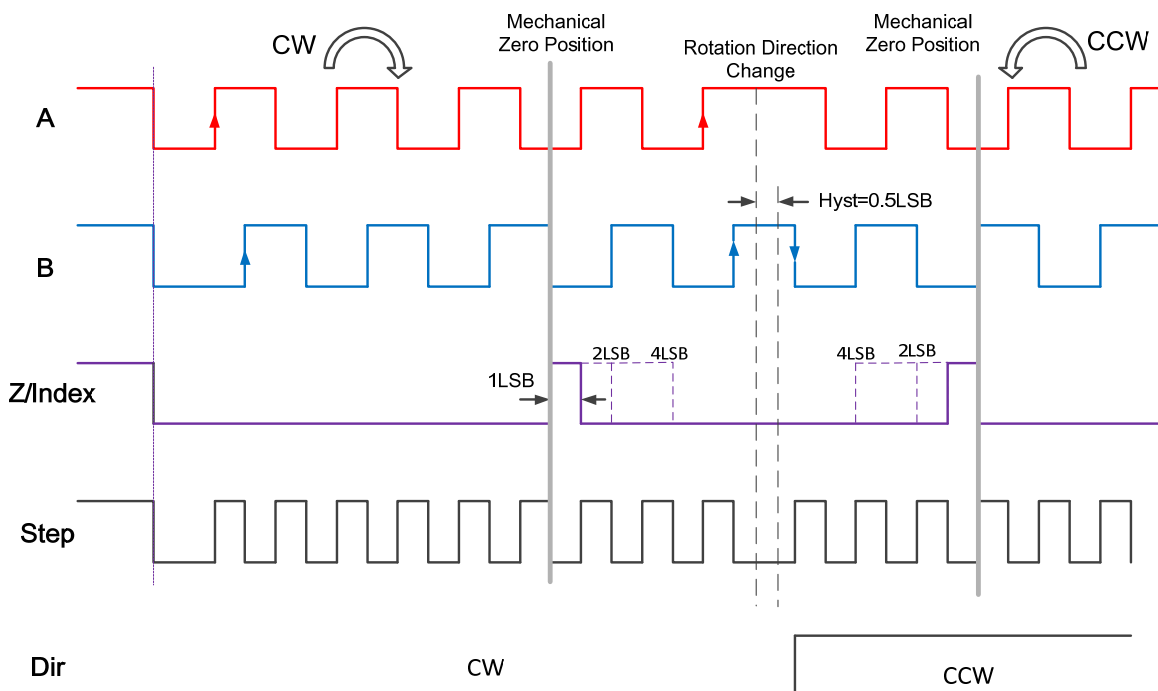 CW
Mechanical
Zero Position
Rotation Direction
Change
Mechanical
Zero Position
CCW
A
Hyst=0.5LSB
B
2LSB
4LSB
4LSB
2LSB
1LSB
Z/Index
Step
Dir
CW
CCW